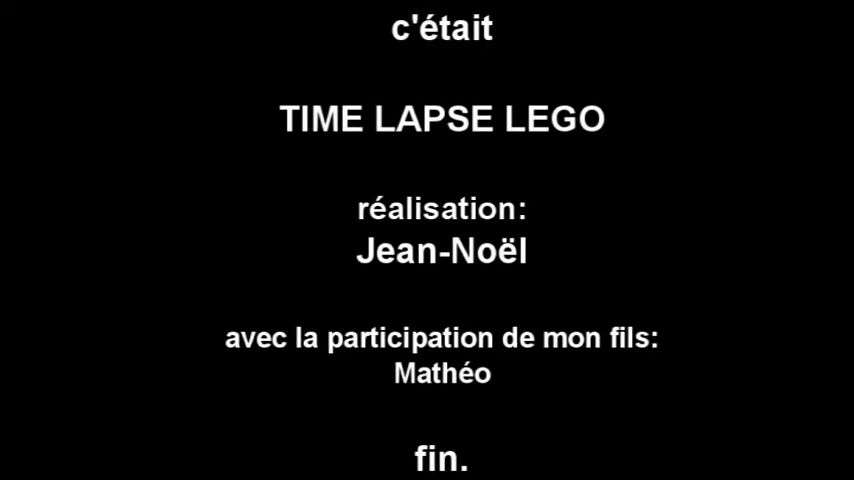 c'était
TIME LAPSE LEGO
réalisation:
Jean-Noël
avec la participation de mon fils:
Mathéo
fin.